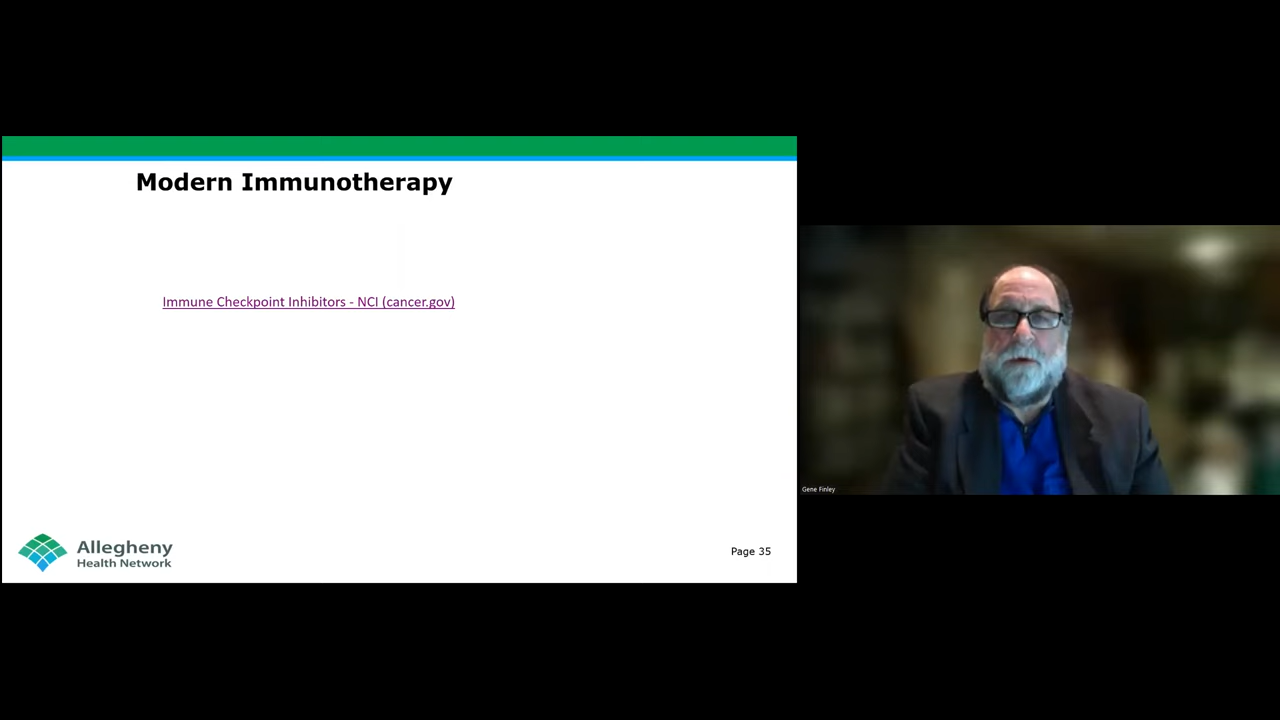 Modern Immunotherapy
Immune Checkpoint Inhibitors - NCI (cancer.gov)
Allegheny
Health Network
Page 35
Gene Finley